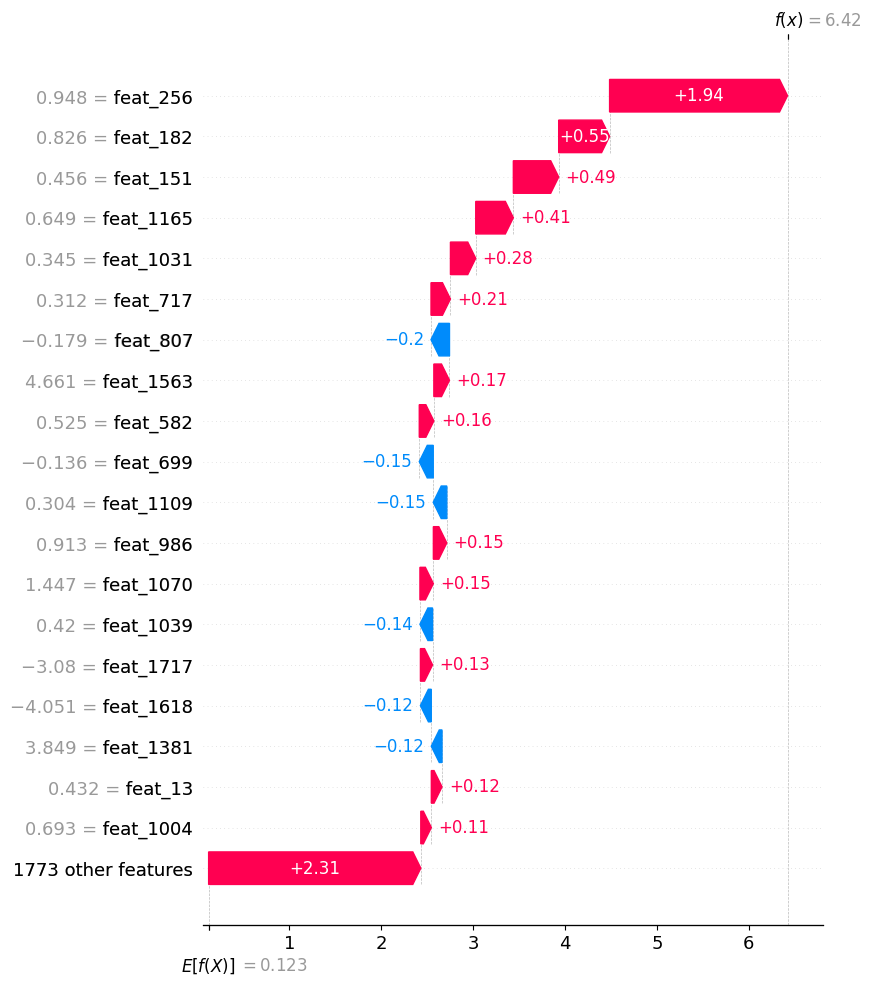 f(x) = 6.42
0.948 = feat_256 +1.94
0.826 = feat_182 +0.55
0.456 = feat_151 +0.49
0.649 = feat_1165 +0.41
0.345 = feat_1031 +0.28
0.312 = feat_717 +0.21
−0.179 = feat_807 −0.2
4.661 = feat_1563 +0.17
0.525 = feat_582 +0.16
−0.136 = feat_699 −0.15
0.304 = feat_1109 −0.15
0.913 = feat_986 +0.15
1.447 = feat_1070 +0.15
0.42 = feat_1039 −0.14
−3.08 = feat_1717 +0.13
−4.051 = feat_1618 −0.12
3.849 = feat_1381 −0.12
0.432 = feat_13 +0.12
0.693 = feat_1004 +0.11
1773 other features +2.31
1 2 3 4 5 6
E[f(X)] = 0.123